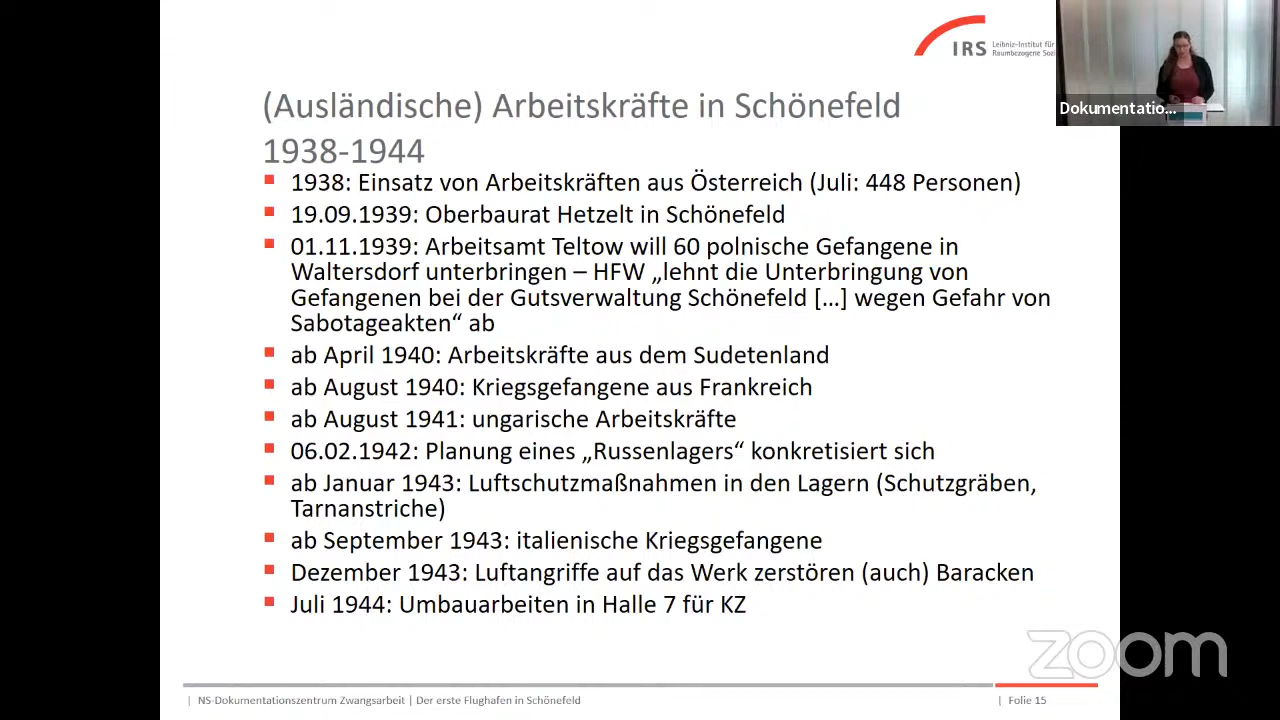 IRS Leibniz-Institut für
Raumbezogene
Dokumentatio...
(Ausländische) Arbeitskräfte in Schönefeld
1938-1944
1938: Einsatz von Arbeitskräften aus Österreich (Juli: 448 Personen)
19.09.1939: Oberbaurat Hetzelt in Schönefeld
01.11.1939: Arbeitsamt Teltow will 60 polnische Gefangene in
Waltersdorf unterbringen – HFW „lehnt die Unterbringung von
Gefangenen bei der Gutsverwaltung Schönefeld […] wegen Gefahr von
Sabotageakten“ ab
ab April 1940: Arbeitskräfte aus dem Sudetenland
ab August 1940: Kriegsgefangene aus Frankreich
ab August 1941: ungarische Arbeitskräfte
06.02.1942: Planung eines „Russenlagers“ konkretisiert sich
ab Januar 1943: Luftschutzmaßnahmen in den Lagern (Schutzgräben,
Tarnanstriche)
ab September 1943: italienische Kriegsgefangene
Dezember 1943: Luftangriffe auf das Werk zerstören (auch) Baracken
Juli 1944: Umbauarbeiten in Halle 7 für KZ
zoom
| NS-Dokumentationszentrum Zwangsarbeit | Der erste Flughafen in Schönefeld
| Folie 15